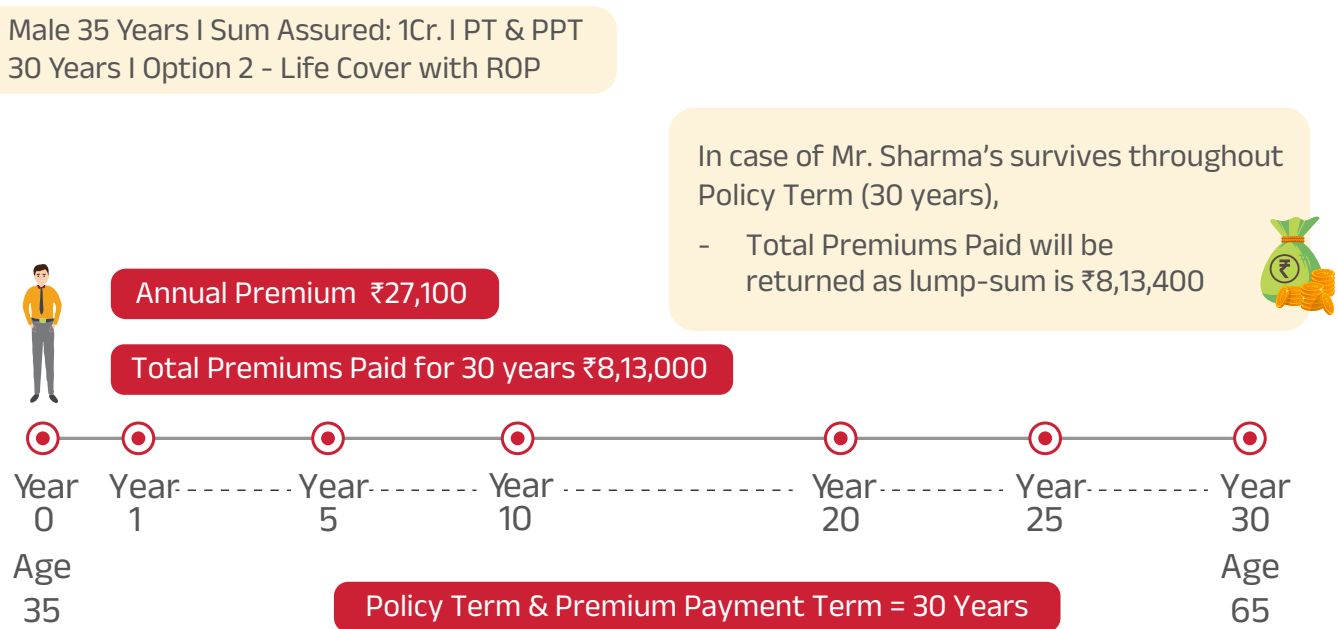 Male 35 Years I Sum Assured: 1Cr. I PT & PPT
30 Years I Option 2 - Life Cover with ROP
In case of Mr. Sharma's survives throughout
Policy Term (30 years),
- Total Premiums Paid will be
returned as lump-sum is ₹8,13,400
₹
Annual Premium ₹27,100
Total Premiums Paid for 30 years ₹8,13,000
Year Year Year Year Year Year Year
0 1 5 10 20 25 30
Age Age
35 65
Policy Term & Premium Payment Term = 30 Years